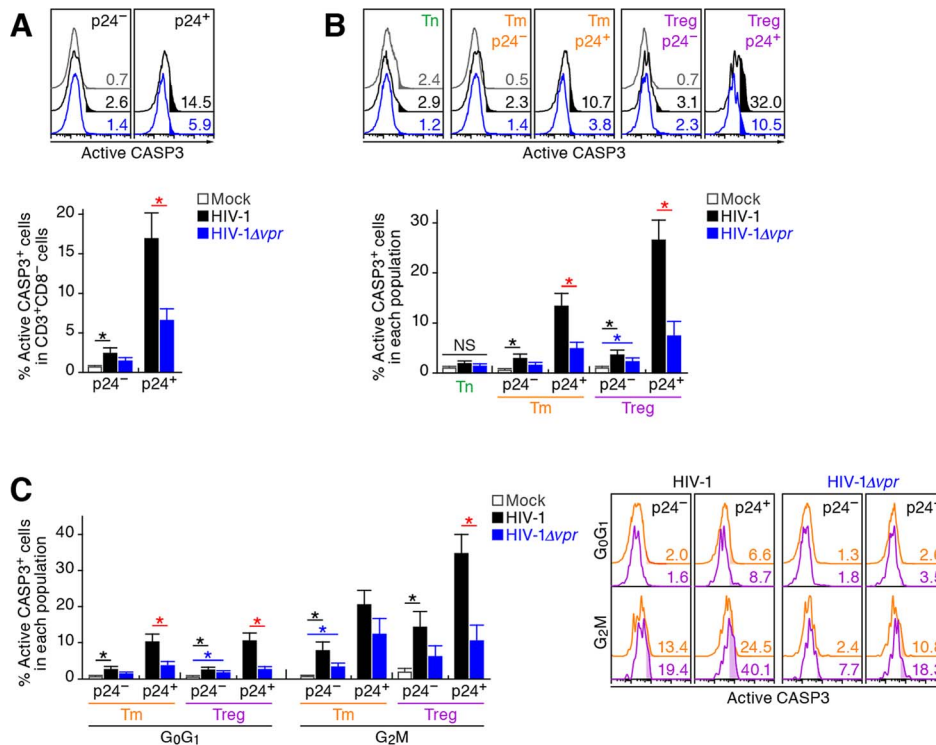 A
p24− p24+
0.7
2.6 14.5
1.4 5.9
Active CASP3
Mock
HIV-1
HIV-1Δvpr
% Active CASP3+ cells
in CD3+CD8− cells
20
15
10
5
0
*
*
p24− p24+
B
Tn Tm Tm Treg Treg
p24− p24+ p24− p24+
2.4 0.5 0.7
2.9 2.3 10.7 3.1 32.0
1.2 1.4 3.8 2.3 10.5
Active CASP3
Mock
HIV-1
HIV-1Δvpr
% Active CASP3+ cells
in each population
30
20
10
0
NS
*
*
*
*
*
p24− p24+ p24− p24+
Tn Tm Treg
C
Mock
HIV-1
HIV-1Δvpr
% Active CASP3+ cells
in each population
40
30
20
10
0
* * * * * * * * *
p24− p24+ p24− p24+ p24− p24+ p24− p24+
Tm Treg Tm Treg
G0G1 G2M
HIV-1 HIV-1Δvpr
p24− p24+ p24−
G0G1
2.0 6.6 1.3
1.6 8.7 1.8 3.5
G2M
13.4 24.5 2.4
19.4 40.1 7.7
Active CASP3